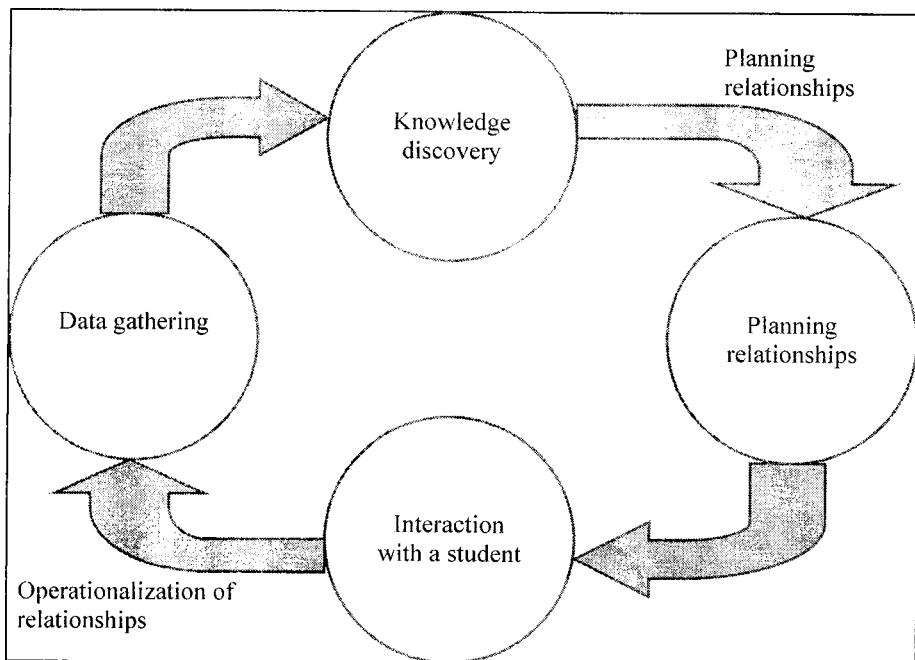 Planning
relationships
Knowledge
discovery
Data gathering
Planning
relationships
Interaction
with a student
Operationalization of
relationships